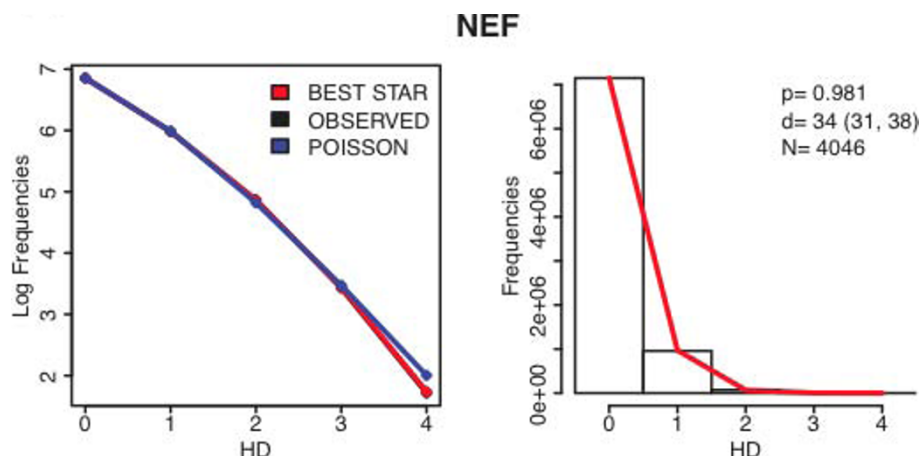 NEF
7
6
5
4
3
2
Log Frequencies
BEST STAR
OBSERVED
POISSON
0 1 2 3 4
HD
6e+06
4e+06
2e+06
0e+00
Frequencies
p= 0.981
d= 34 (31, 38)
N= 4046
0 1 2 3 4
HD